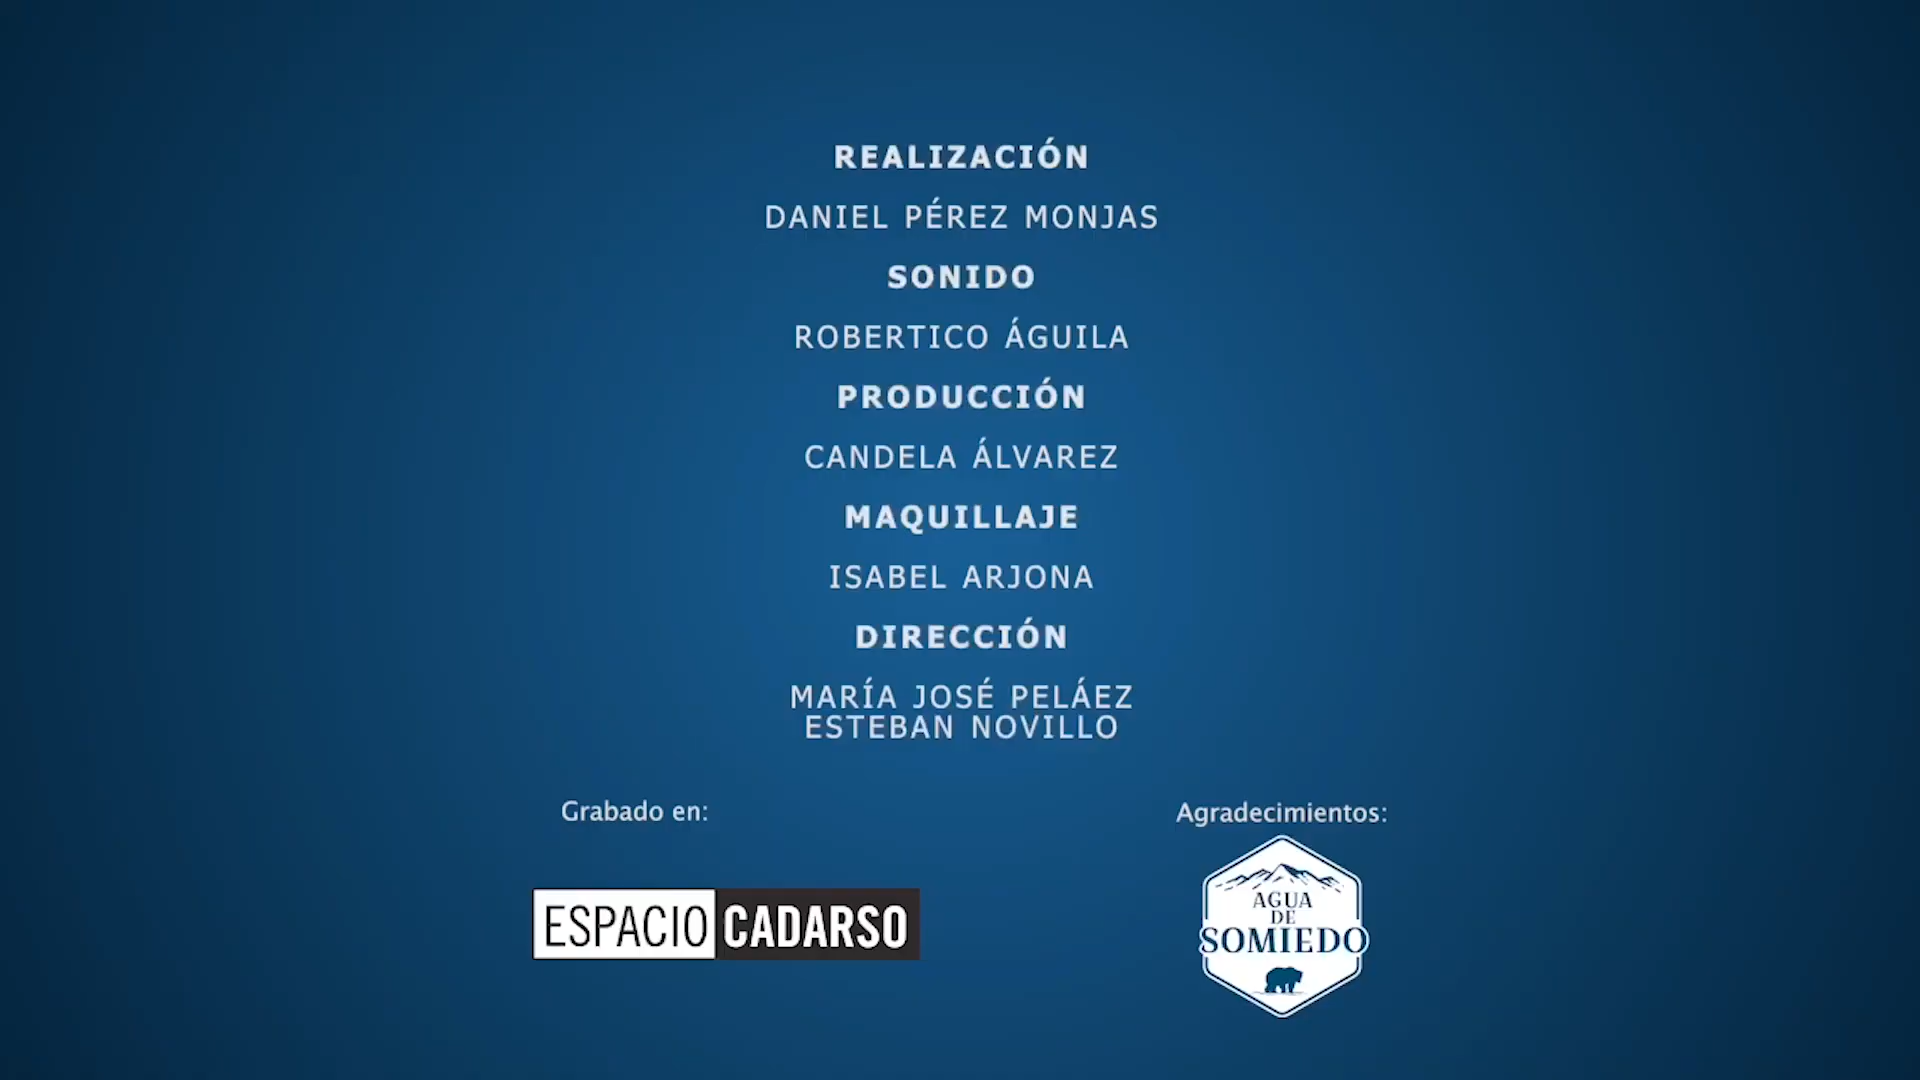 REALIZACIÓN
DANIEL PÉREZ MONJAS
SONIDO
ROBERTICO ÁGUILA
PRODUCCIÓN
CANDELA ÁLVAREZ
MAQUILLAJE
ISABEL ARJONA
DIRECCIÓN
MARÍA JOSÉ PELÁEZ
ESTEBAN NOVILLO
Grabado en:
ESPACIO CADARSO
Agradecimientos:
AGUA
DE
SOMIEDO